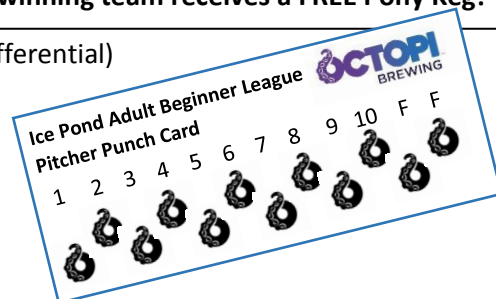 winning team receives a FREE Pony Keg!
fferential)
OCTOPI
BREWING
Ice Pond Adult Beginner League
Pitcher Punch Card
1 2 3 4 5 6 7 8 9 10 F F